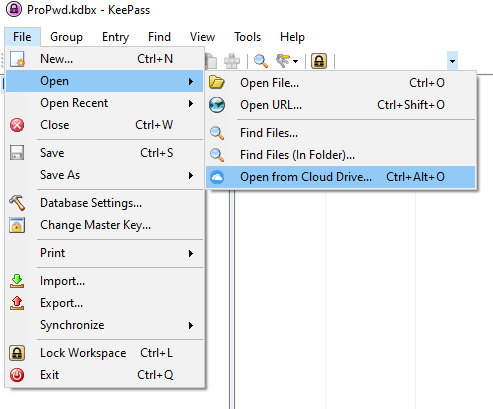 ProPwd.kdbx - KeePass
File Group Entry Find View Tools Help
New... Ctrl+N
Open
Open Recent
Close Ctrl+W
Save Ctrl+S
Save As
Database Settings...
Change Master Key...
Print
Import...
Export...
Synchronize
Lock Workspace Ctrl+L
Exit Ctrl+Q
Open File... Ctrl+O
Open URL... Ctrl+Shift+O
Find Files...
Find Files (In Folder)...
Open from Cloud Drive... Ctrl+Alt+O